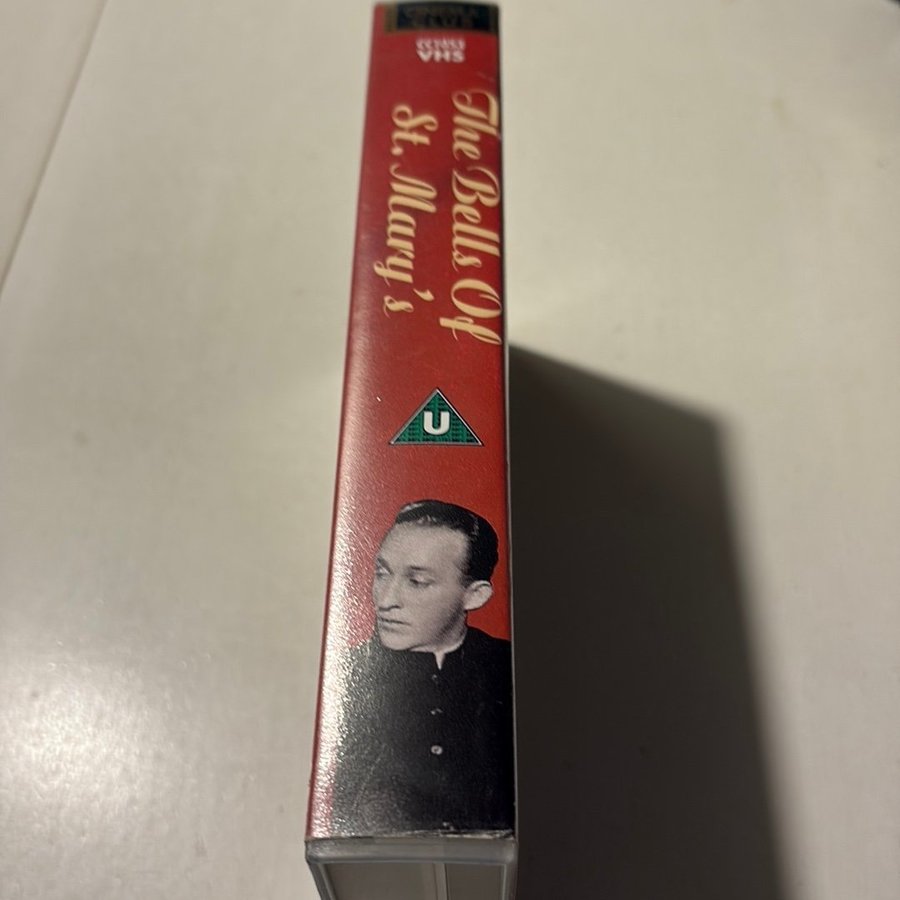 VHS
The Bells Of
St. Mary's
U